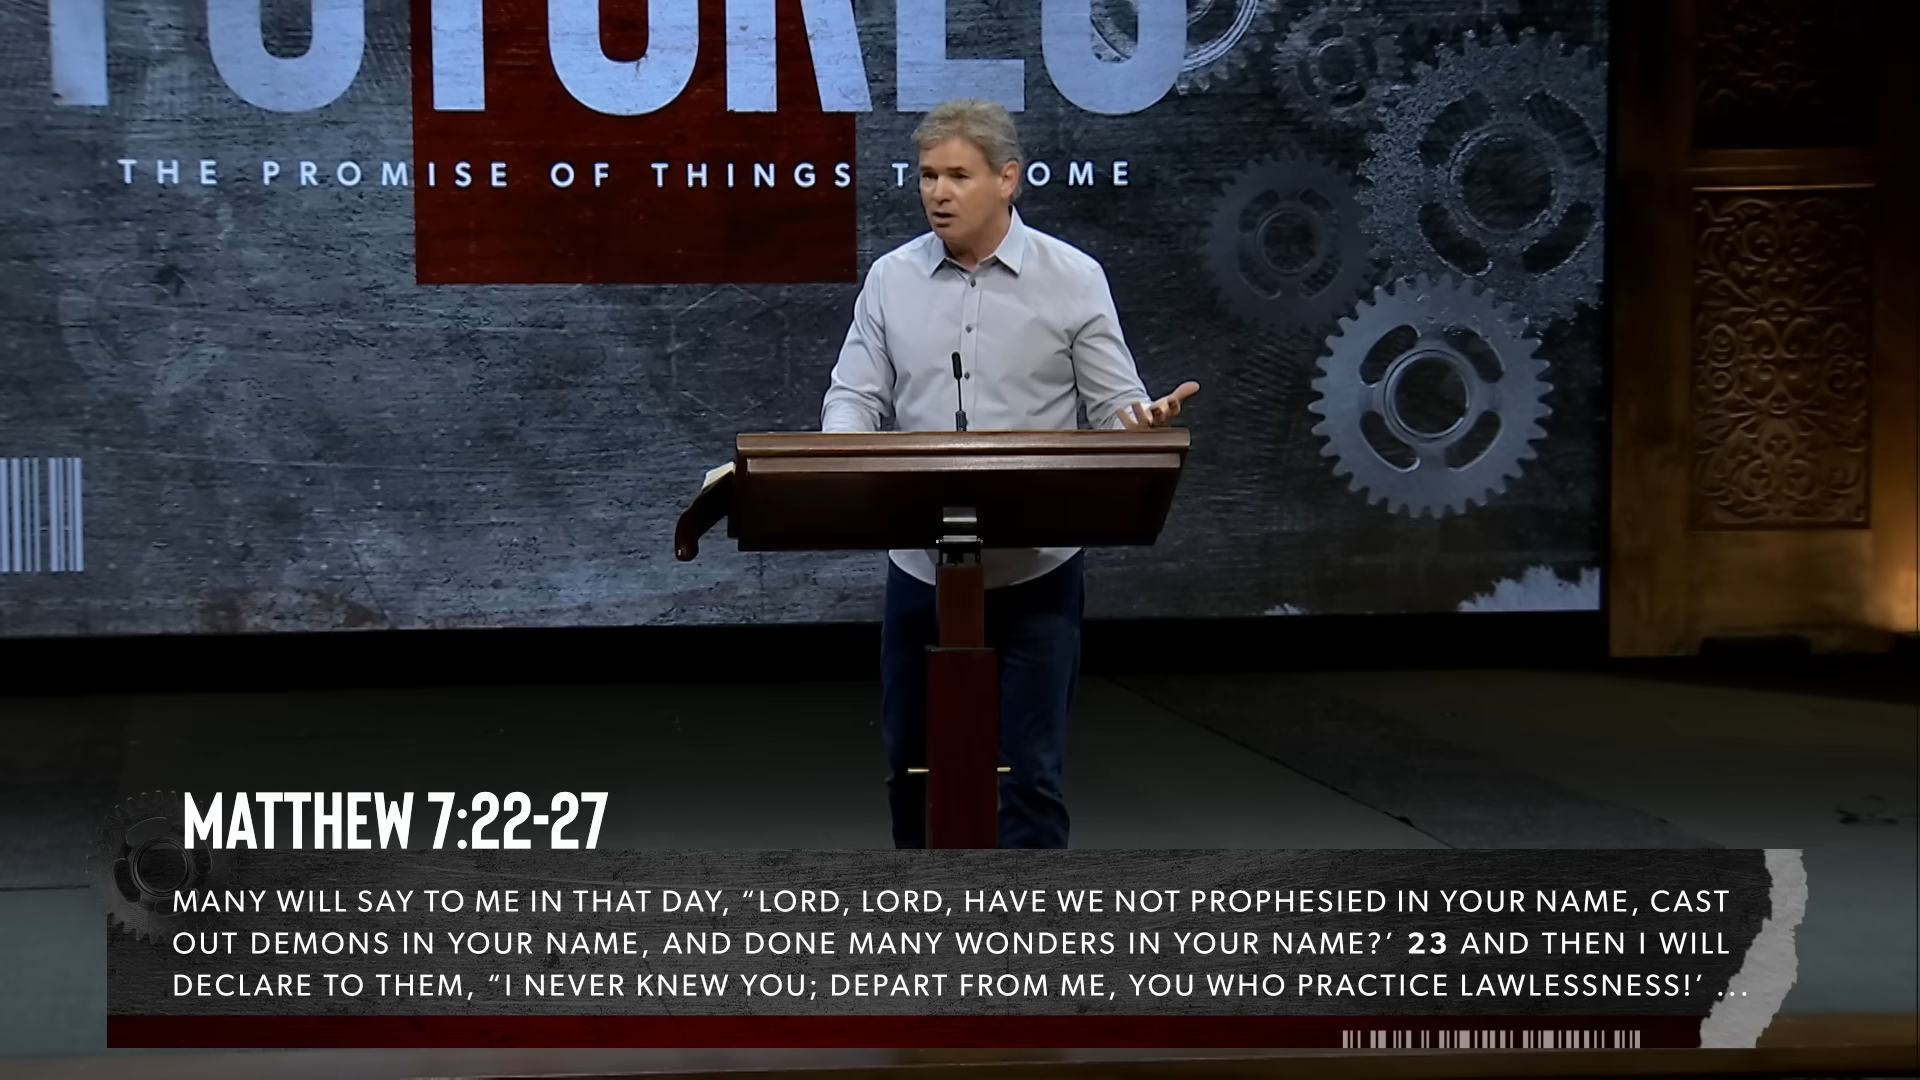 FUTURES
THE PROMISE OF THINGS T OME
MATTHEW 7:22-27
MANY WILL SAY TO ME IN THAT DAY, “LORD, LORD, HAVE WE NOT PROPHESIED IN YOUR NAME, CAST
OUT DEMONS IN YOUR NAME, AND DONE MANY WONDERS IN YOUR NAME?’ 23 AND THEN I WILL
DECLARE TO THEM, “I NEVER KNEW YOU; DEPART FROM ME, YOU WHO PRACTICE LAWLESSNESS!’ ...